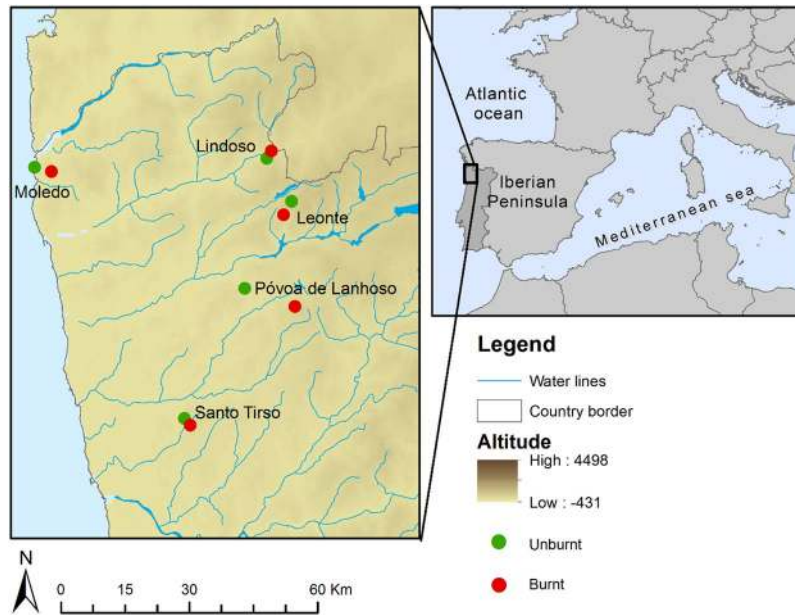 Lindoso
Moledo
Leonte
Póvoa de Lanhoso
Santo Tirso
Atlantic
ocean
Iberian
Peninsula
Mediterranean sea
Legend
Water lines
Country border
Altitude
High : 4498
Low : -431
Unburnt
Burnt
N
0 15 30 60 Km